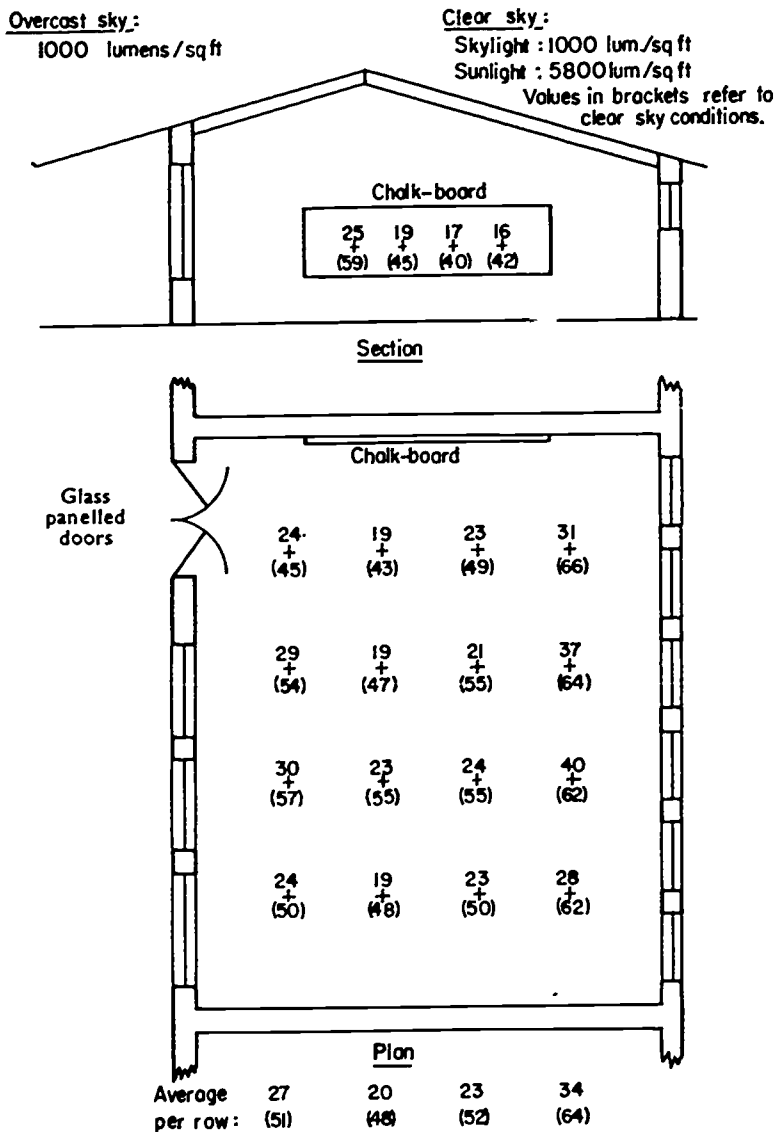 Overcast sky:
1000 lumens/sq ft
Clear sky:
Skylight: 1000 lum./sq ft
Sunlight: 5800 lum/sq ft
Values in brackets refer to
clear sky conditions.
Chalk-board
25 19 17 16
(59) (45) (40) (42)
Section
Chalk-board
Glass
panelled
doors
24 19 23 31
(45) (43) (49) (66)
29 19 21 37
(54) (47) (55) (64)
30 23 24 40
(57) (55) (55) (62)
24 19 23 28
(50) (48) (50) (62)
Plan
Average 27 20 23 34
per row: (51) (48) (52) (64)